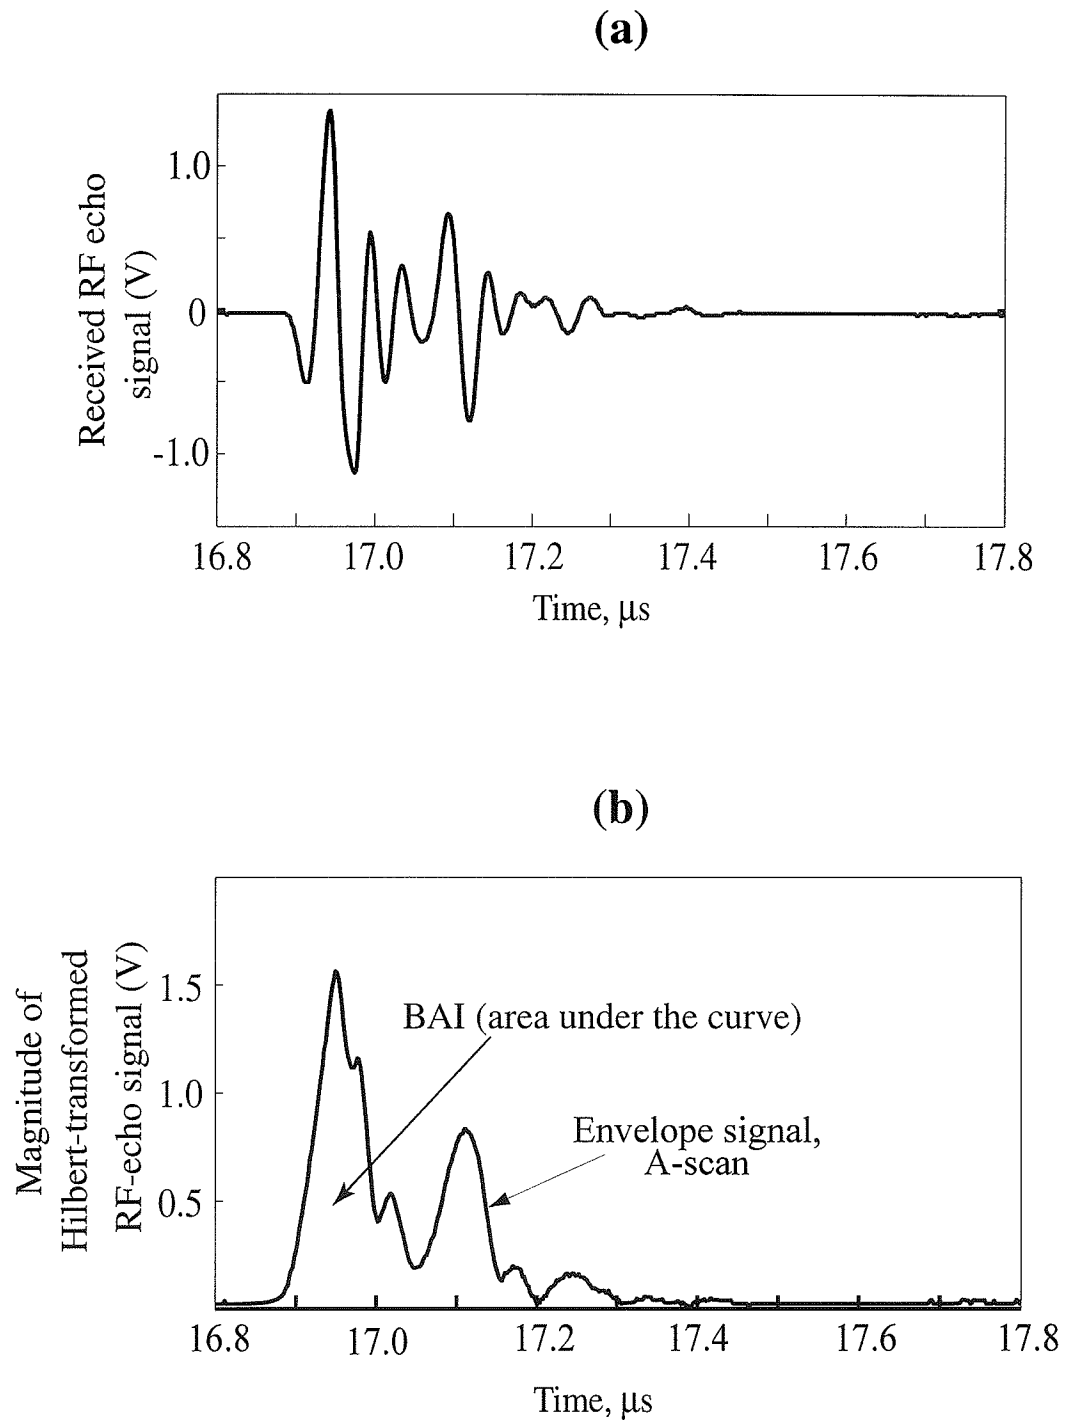 (a)
Received RF echo
signal (V)
1.0
0
-1.0
16.8 17.0 17.2 17.4 17.6 17.8
Time, μs
(b)
Magnitude of
Hilbert-transformed
RF-echo signal (V)
1.5
1.0
0.5
BAI (area under the curve)
Envelope signal,
A-scan
16.8 17.0 17.2 17.4 17.6 17.8
Time, μs